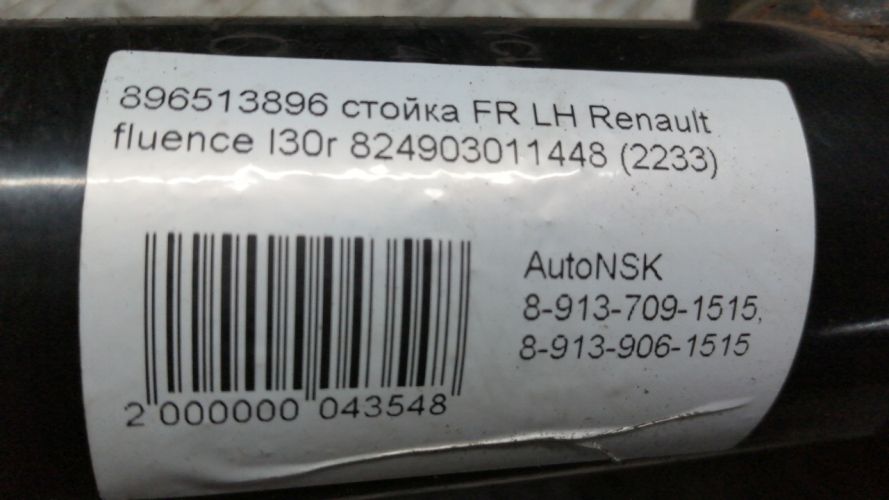 896513896 стойка FR LH Renault
fluence l30r 824903011448 (2233)
AutoNSK
8-913-709-1515,
8-913-906-1515
2 000000 043548